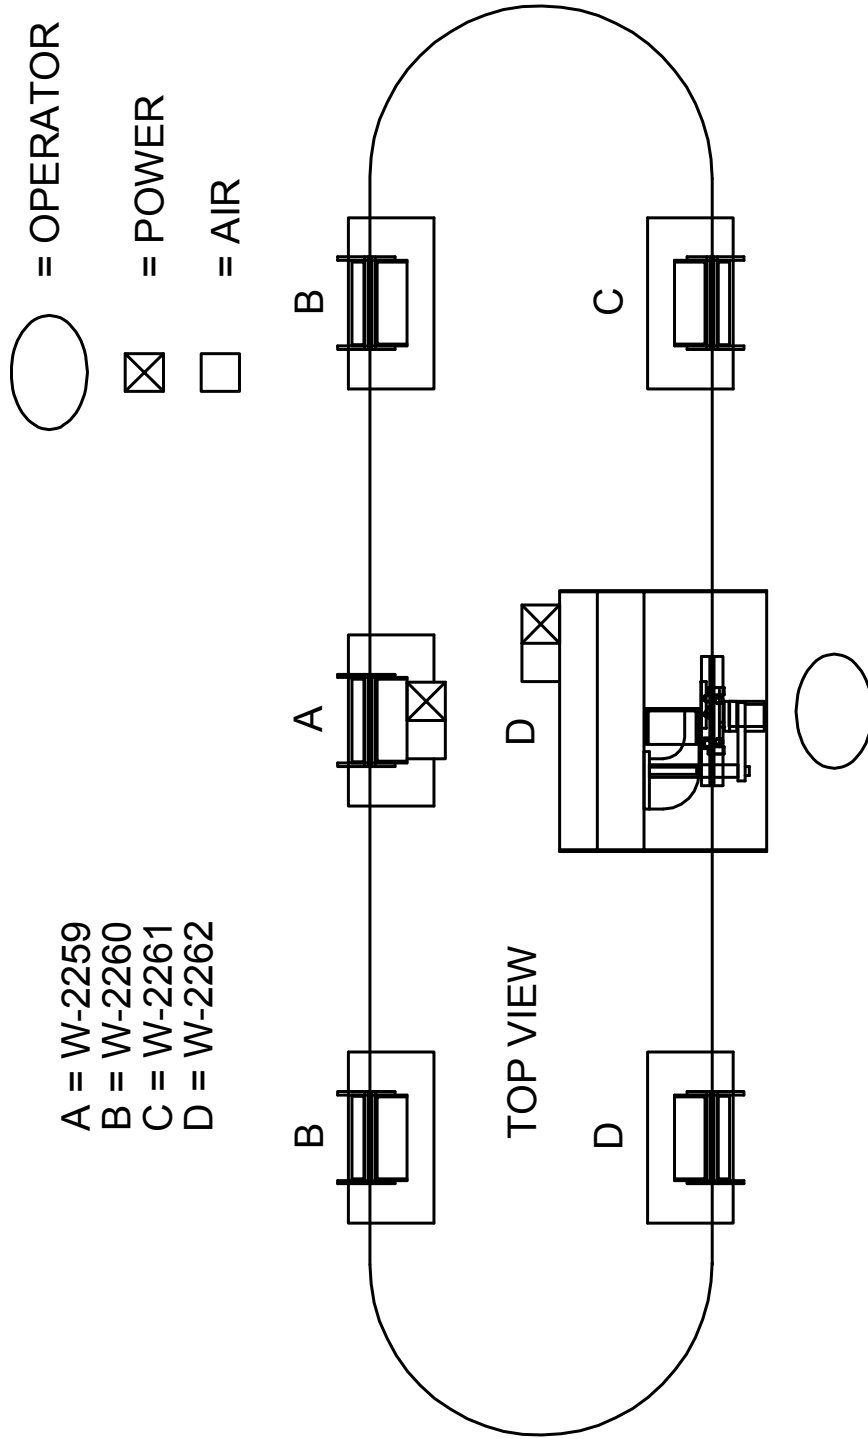 A = W-2259
B = W-2260
C = W-2261
D = W-2262
= OPERATOR
= POWER
= AIR
B
A
B
TOP VIEW
D
D
C